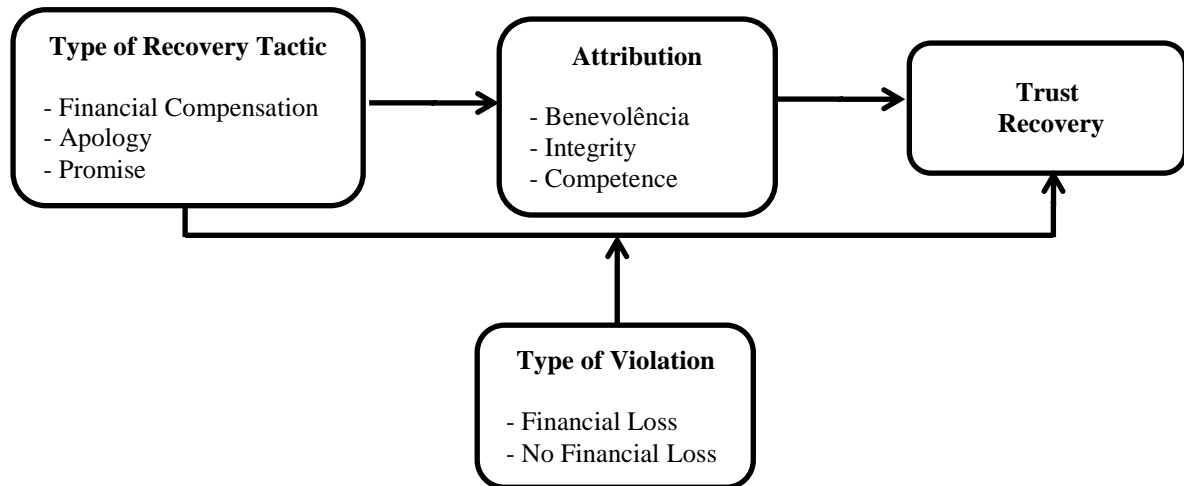 Type of Recovery Tactic
- Financial Compensation
- Apology
- Promise
Attribution
- Benevolência
- Integrity
- Competence
Trust
Recovery
Type of Violation
- Financial Loss
- No Financial Loss